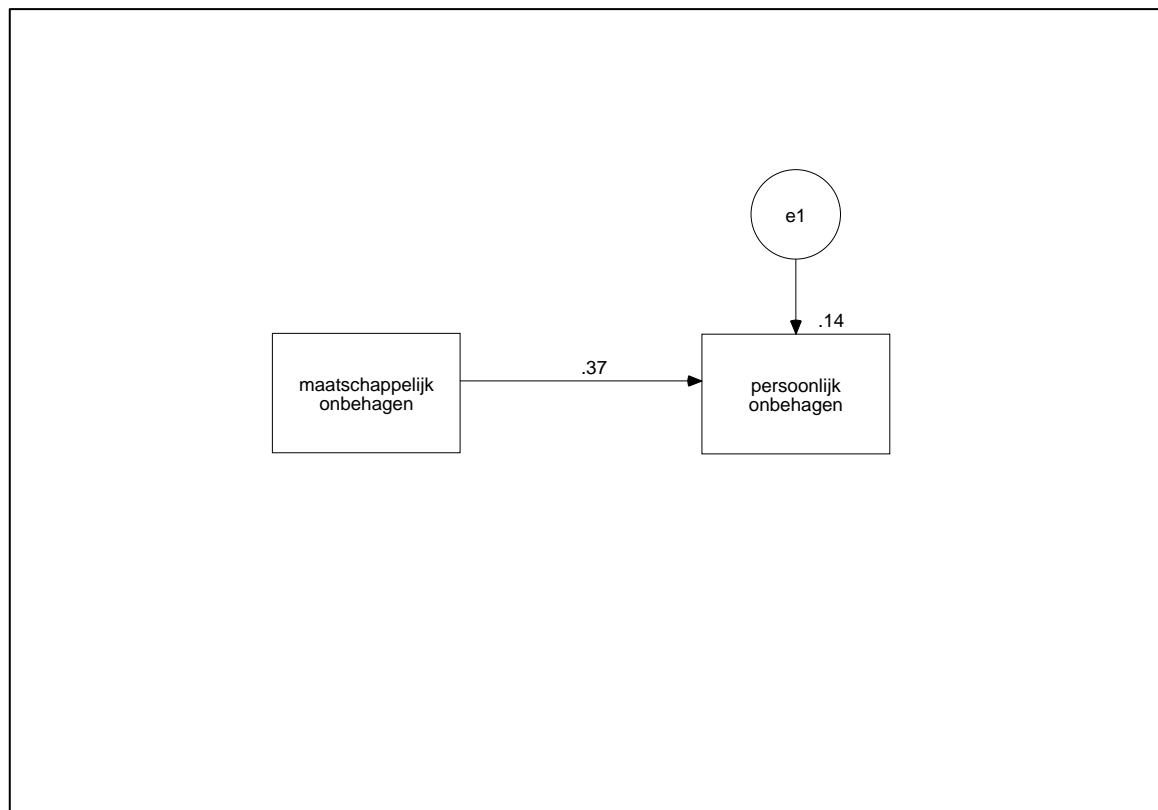 e1
.14
.37
maatschappelijk
onbehagen
persoonlijk
onbehagen